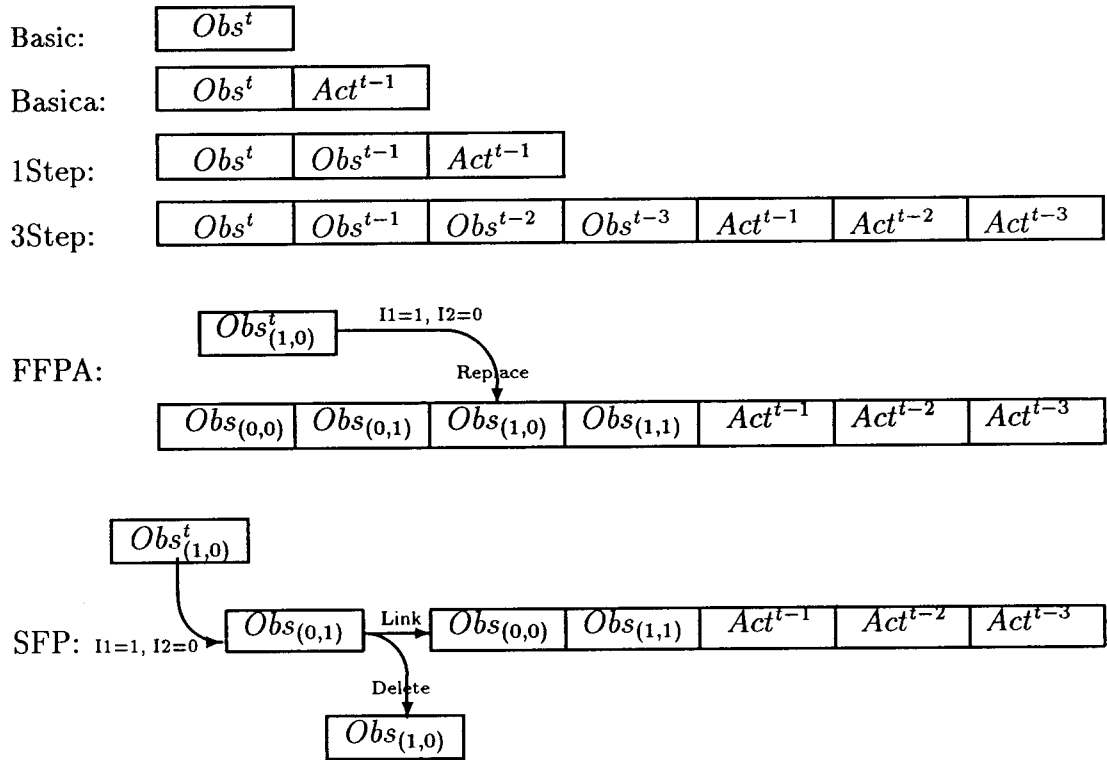 Basic: Obs^t
Basica: Obs^t Act^{t-1}
1Step: Obs^t Obs^{t-1} Act^{t-1}
3Step: Obs^t Obs^{t-1} Obs^{t-2} Obs^{t-3} Act^{t-1} Act^{t-2} Act^{t-3}
Obs^t_{(1,0)} I1=1, I2=0
FFPA: Replace
Obs_{(0,0)} Obs_{(0,1)} Obs_{(1,0)} Obs_{(1,1)} Act^{t-1} Act^{t-2} Act^{t-3}
Obs^t_{(1,0)}
SFP: I1=1, I2=0 Obs_{(0,1)} Link Obs_{(0,0)} Obs_{(1,1)} Act^{t-1} Act^{t-2} Act^{t-3}
Delete
Obs_{(1,0)}